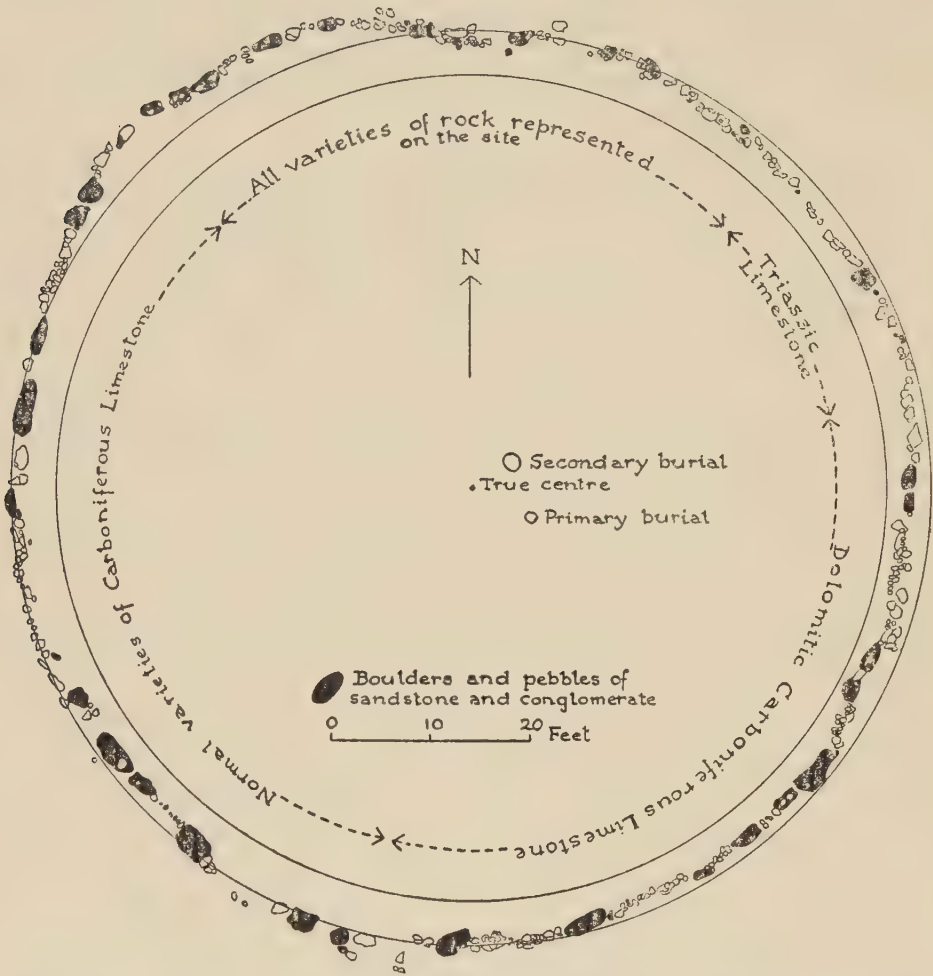 All varieties of rock represented
on the site
N
Triassic
Limestone
Secondary burial
True centre
Primary burial
Dolomitic Carboniferous Limestone
Normal varieties of Carboniferous Limestone
Boulders and pebbles of
sandstone and conglomerate
0 10 20 Feet